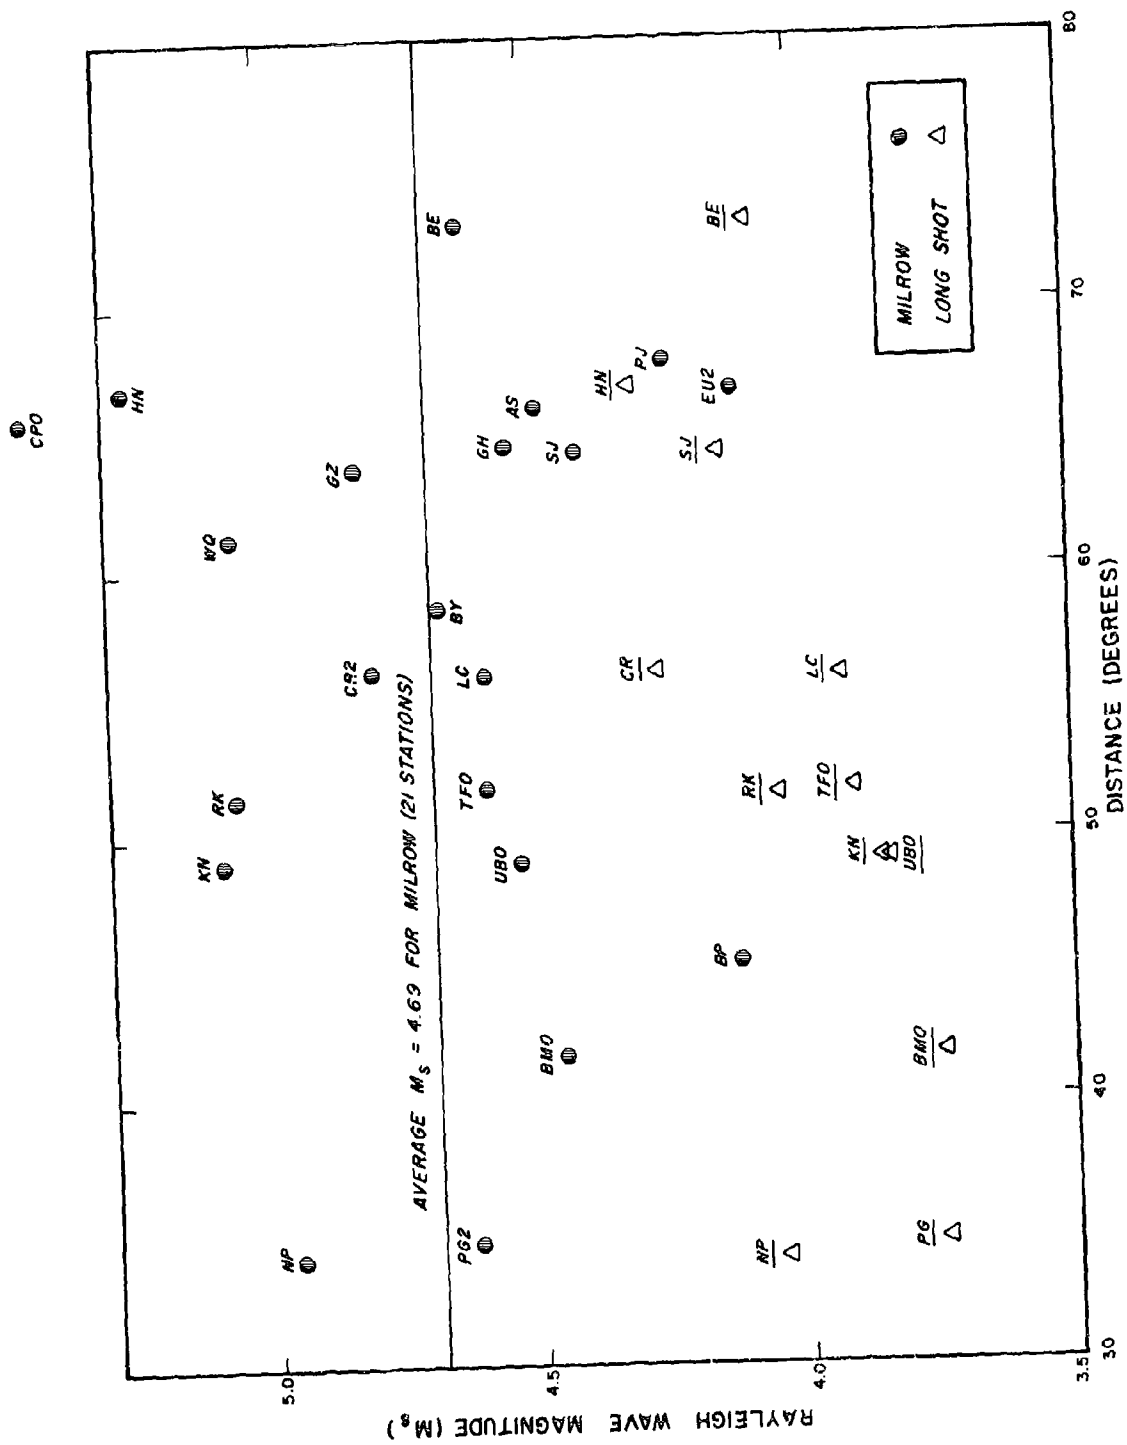 CPO
HN
GZ
WQ
BY
CR2
LC
RK
KN
TFO
UBO
BP
BMO
NP
PG2
BE
AS
GH
SJ
PJ
EU2
HN
SJ
BE
CR
LC
RK
TFO
KN
UBO
BMO
NP
PG
AVERAGE Ms = 4.69 FOR MILROW (21 STATIONS)
MILROW
LONG SHOT
RAYLEIGH WAVE MAGNITUDE (Ms)
5.0
4.5
4.0
3.5
30
40
50
60
70
80
DISTANCE (DEGREES)